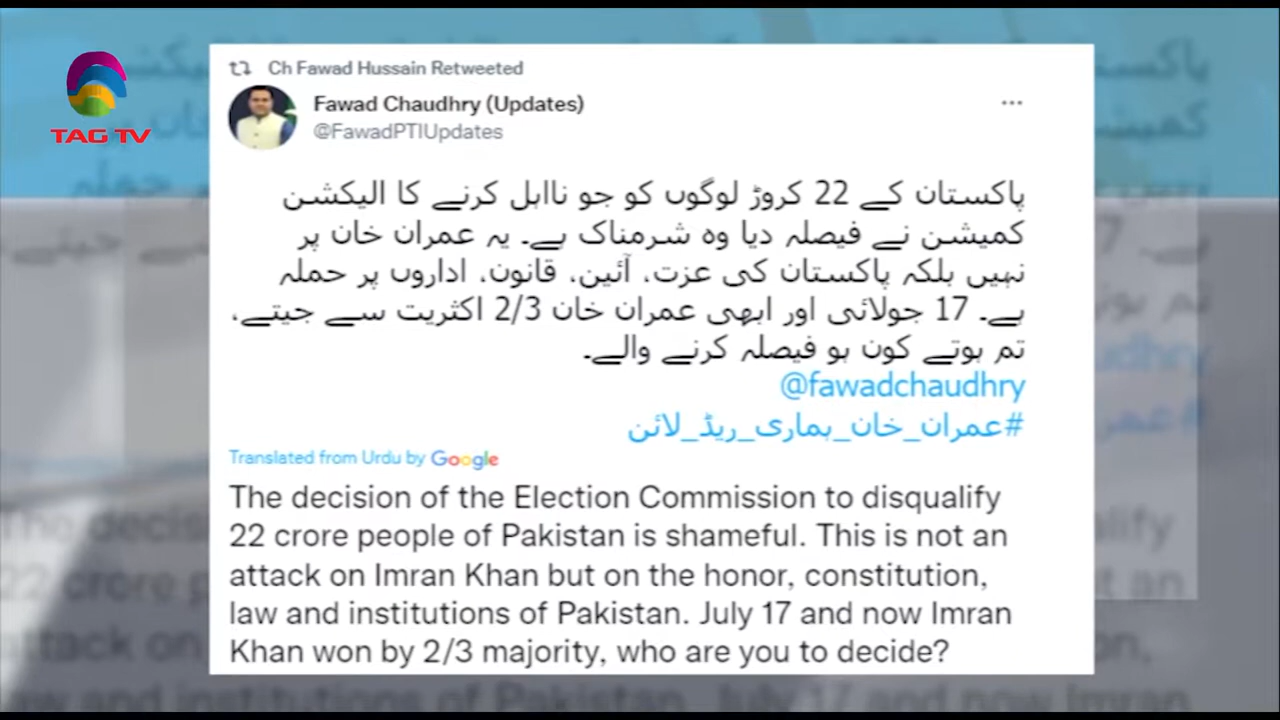 TAG TV
Ch Fawad Hussain Retweeted
Fawad Chaudhry (Updates)
@FawadPTIUpdates
پاکستان کے 22 کروڑ لوگوں کو جو نااہل کرنے کا الیکشن
کمیشن نے فیصلہ دیا وہ شرمناک ہے۔ یہ عمران خان پر
نہیں بلکہ پاکستان کی عزت، آئین، قانون، اداروں پر حملہ
ہے۔ 17 جولائی اور ابھی عمران خان 2/3 اکثریت سے جیتے،
تم ہوتے کون ہو فیصلہ کرنے والے۔
@fawadchaudhry
#عمران_خان_ہماری_ریڈ_لائن
Translated from Urdu by Google
The decision of the Election Commission to disqualify
22 crore people of Pakistan is shameful. This is not an
attack on Imran Khan but on the honor, constitution,
law and institutions of Pakistan. July 17 and now Imran
Khan won by 2/3 majority, who are you to decide?